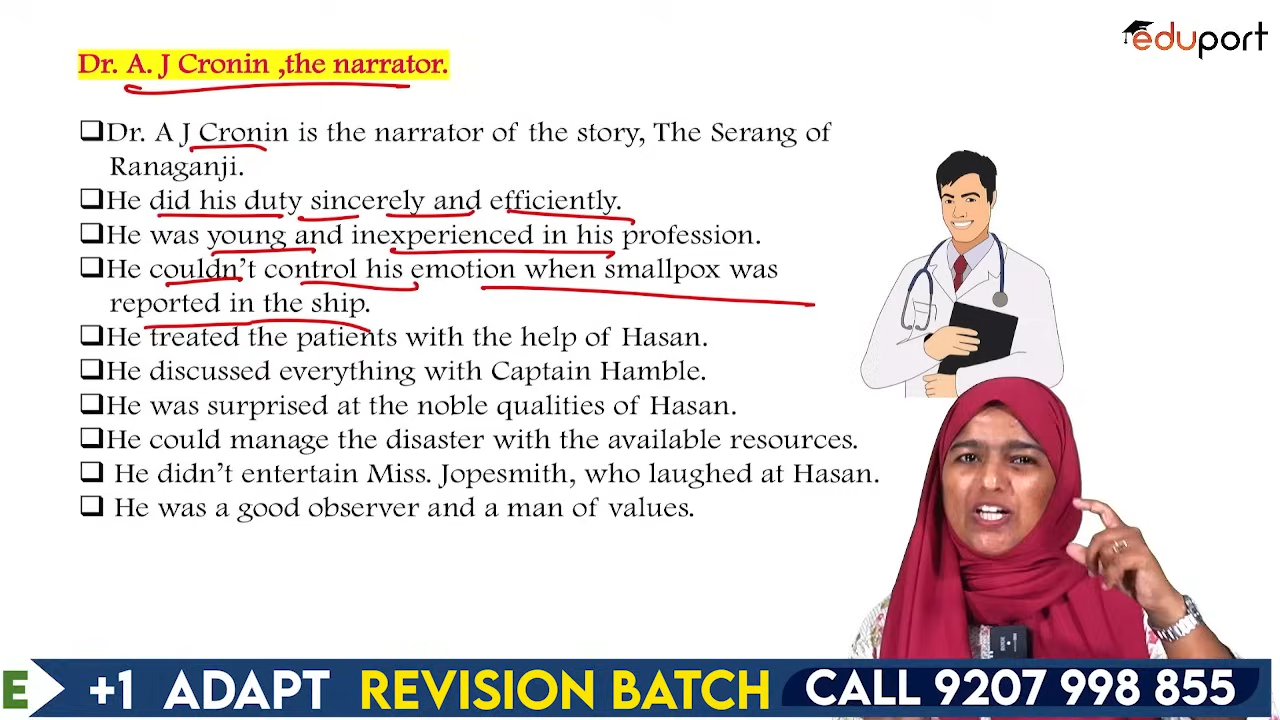 eduport
Dr. A. J Cronin ,the narrator.
Dr. A J Cronin is the narrator of the story, The Serang of
Ranaganji.
He did his duty sincerely and efficiently.
He was young and inexperienced in his profession.
He couldn't control his emotion when smallpox was
reported in the ship.
He treated the patients with the help of Hasan.
He discussed everything with Captain Hamble.
He was surprised at the noble qualities of Hasan.
He could manage the disaster with the available resources.
He didn't entertain Miss. Jopesmith, who laughed at Hasan.
He was a good observer and a man of values.
E +1 ADAPT REVISION BATCH CALL 9207 998 855